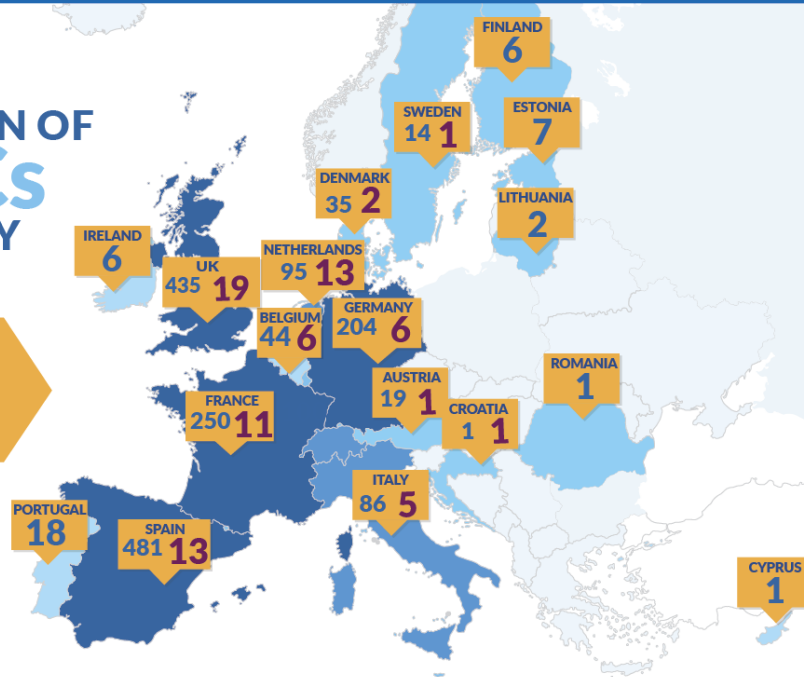 FINLAND
6
SWEDEN
14 1
ESTONIA
7
N OF
DENMARK
35 2
LITHUANIA
2
Y
IRELAND
6
NETHERLANDS
95 13
UK
435 19
BELGIUM
44 6
GERMANY
204 6
ROMANIA
1
AUSTRIA
19 1
FRANCE
250 11
CROATIA
1 1
ITALY
86 5
PORTUGAL
18
SPAIN
481 13
CYPRUS
1